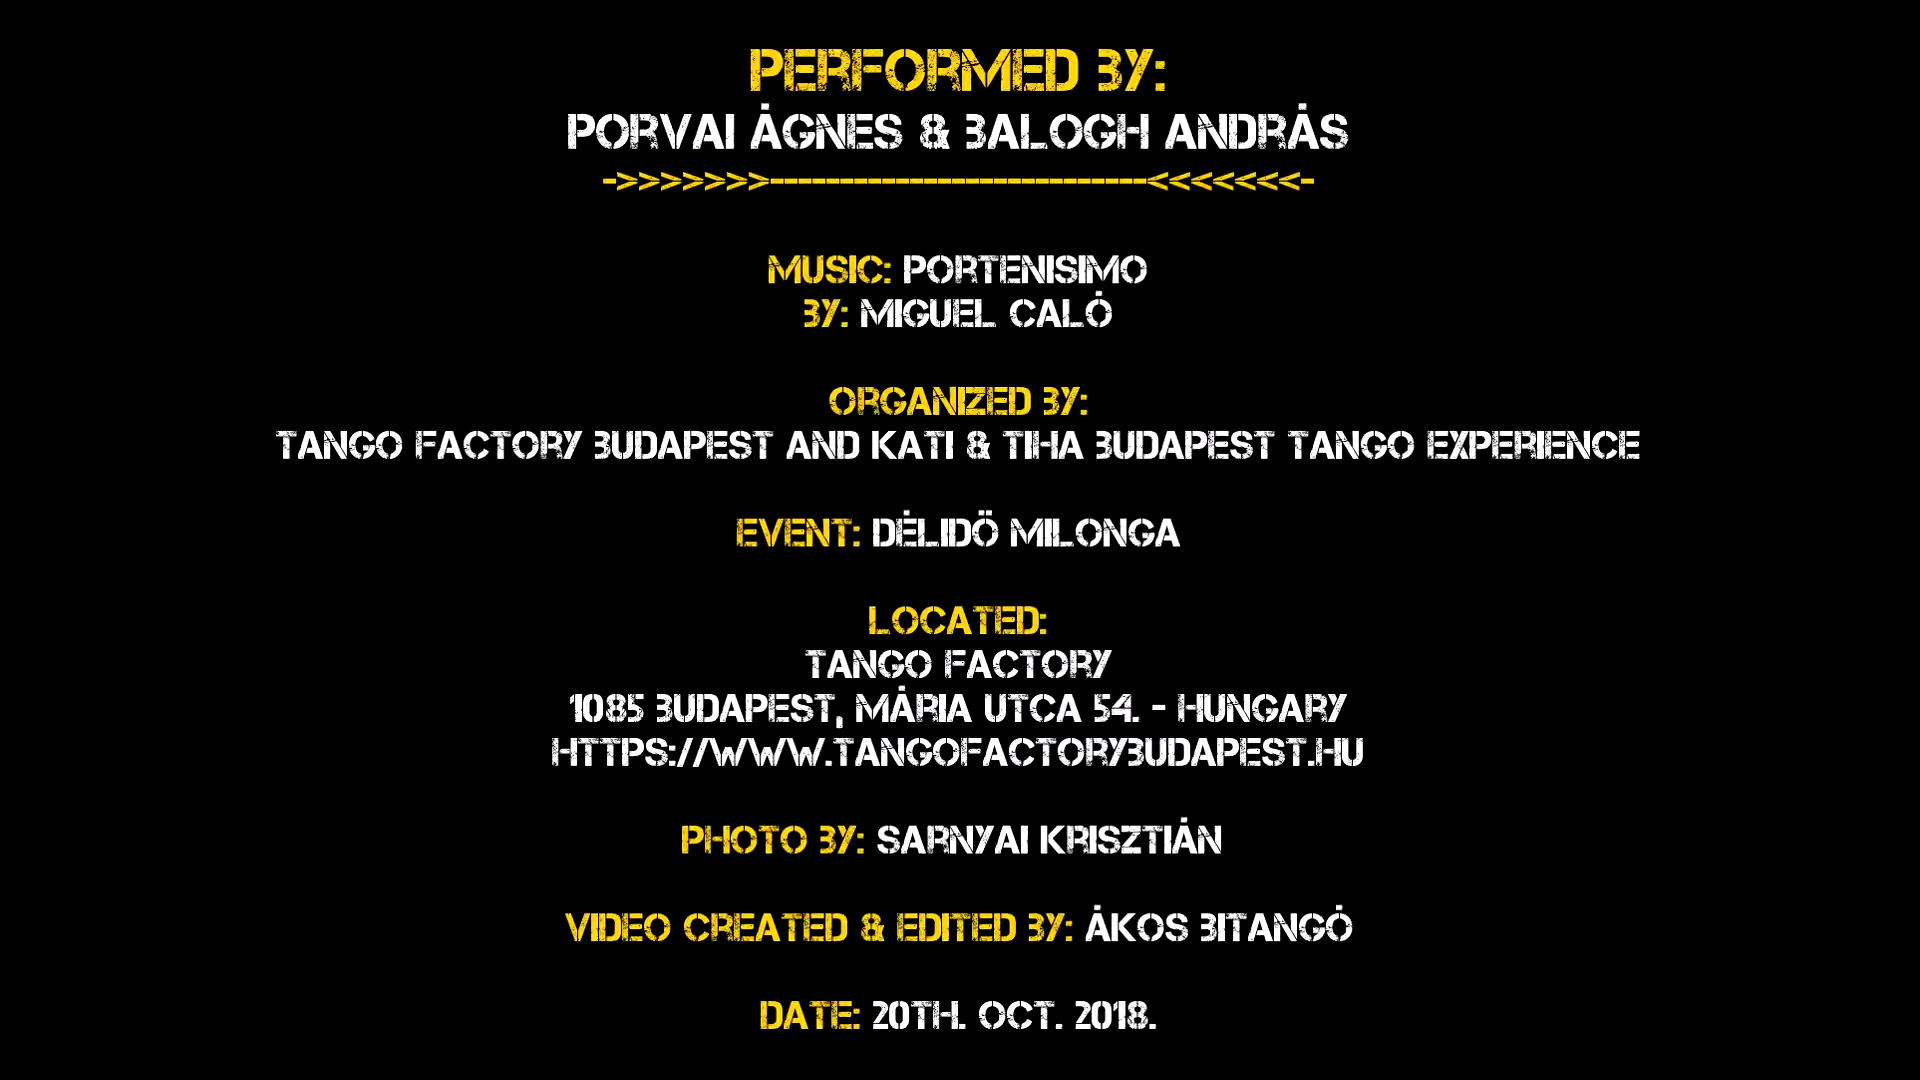 PERFORMED BY:
PORVAI ÁGNES & BALOGH ANDRÁS
->>>>>>>---------------------------<<<<<<<-
MUSIC: PORTENISIMO
BY: MIGUEL CALÓ
ORGANIZED BY:
TANGO FACTORY BUDAPEST AND KATI & TIHA BUDAPEST TANGO EXPERIENCE
EVENT: DÉLIDÖ MILONGA
LOCATED:
TANGO FACTORY
1085 BUDAPEST, MÁRIA UTCA 54. - HUNGARY
HTTPS://WWW.TANGOFACTORYBUDAPEST.HU
PHOTO BY: SARNYAI KRISZTIÁN
VIDEO CREATED & EDITED BY: ÁKOS BITANGÓ
DATE: 20TH. OCT. 2018.